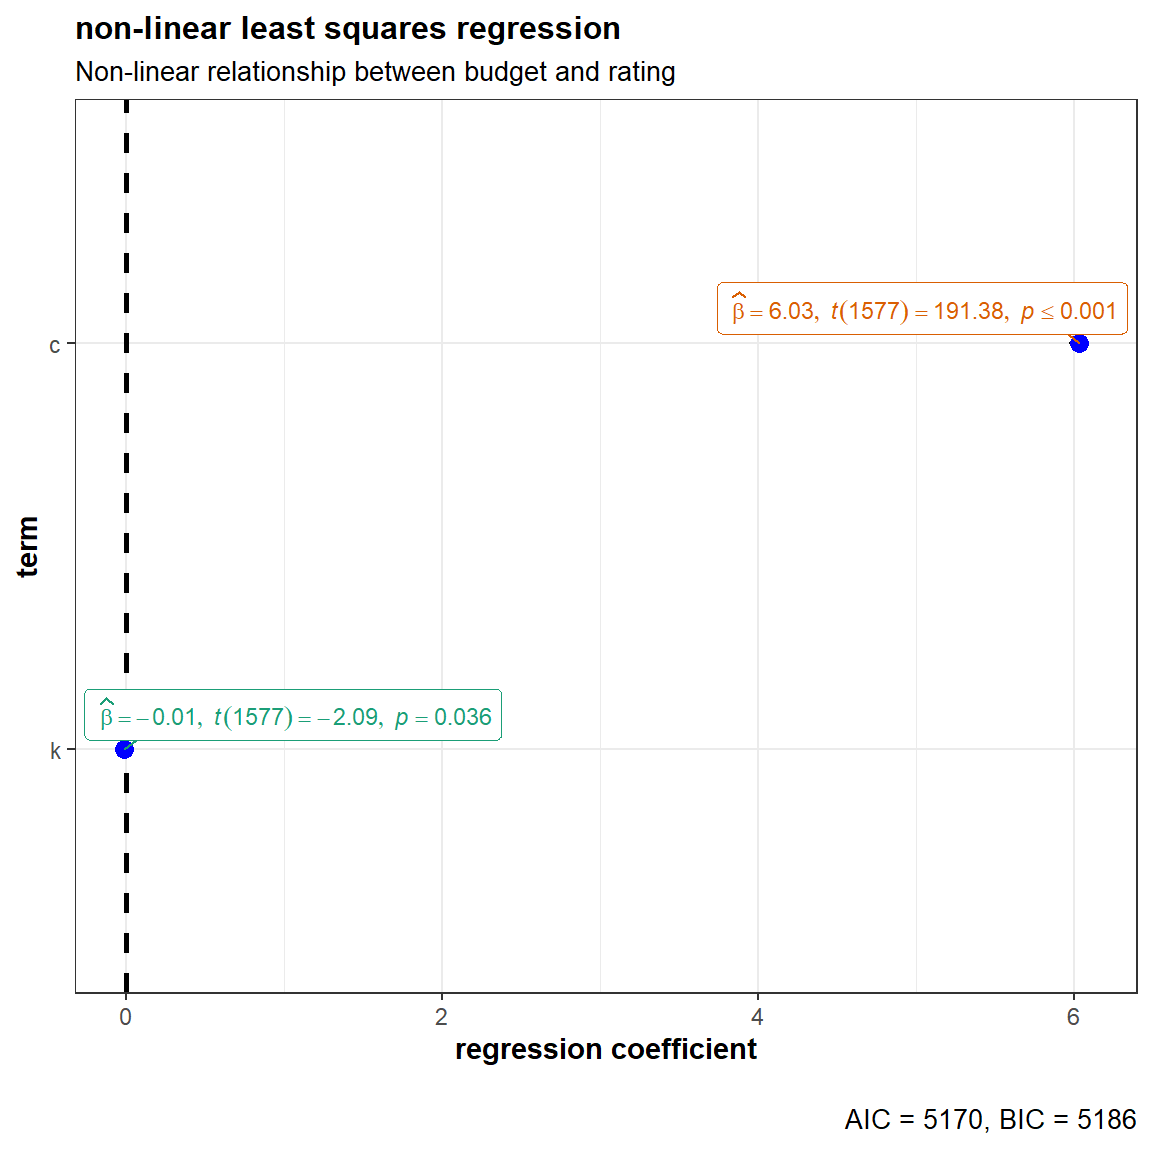 non-linear least squares regression
Non-linear relationship between budget and rating
term
c
k
β̂ = 6.03, t(1577) = 191.38, p ≤ 0.001
β̂ = −0.01, t(1577) = −2.09, p = 0.036
0 2 4 6
regression coefficient
AIC = 5170, BIC = 5186